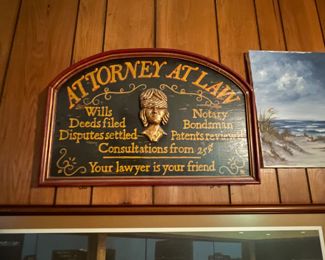 ATTORNEY AT LAW
Wills
Deeds filed
Disputes settled
Notary
Bondsman
Patents reviewed
Consultations from 25¢
Your lawyer is your friend